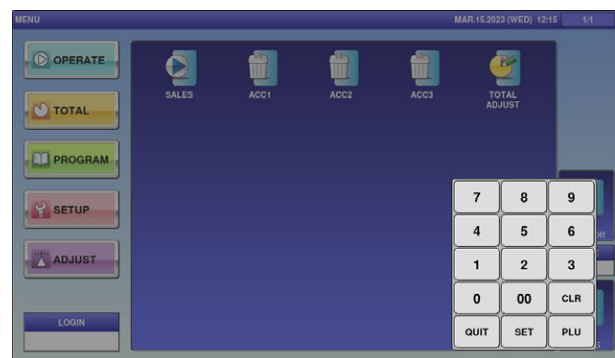 MENU
MAR.15.2023 (WED) 12:15 1/1
OPERATE
TOTAL
PROGRAM
SETUP
ADJUST
LOGIN
SALES
ACC1
ACC2
ACC3
TOTAL
ADJUST
7 8 9
4 5 6
1 2 3
0 00 CLR
QUIT SET PLU